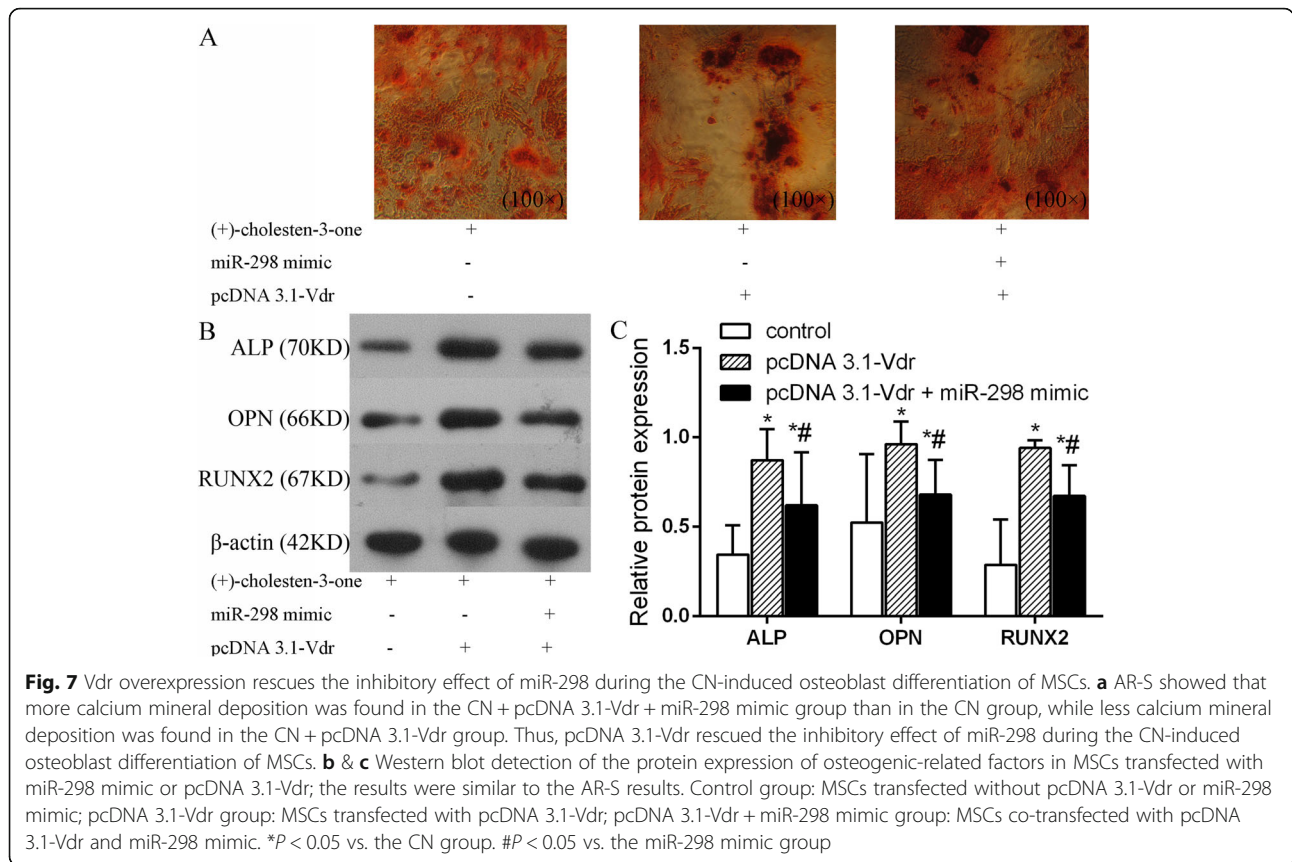 A
(100×) (100×) (100×)
(+)-cholesten-3-one + + +
miR-298 mimic - - +
pcDNA 3.1-Vdr - + +
B
ALP (70KD)
OPN (66KD)
RUNX2 (67KD)
β-actin (42KD)
(+)-cholesten-3-one + + +
miR-298 mimic - - +
pcDNA 3.1-Vdr - + +
C
control
pcDNA 3.1-Vdr
pcDNA 3.1-Vdr + miR-298 mimic
Relative protein expression
1.5
1.0
0.5
0.0
* *# * *# * *#
ALP OPN RUNX2
Fig. 7 Vdr overexpression rescues the inhibitory effect of miR-298 during the CN-induced osteoblast differentiation of MSCs. a AR-S showed that
more calcium mineral deposition was found in the CN + pcDNA 3.1-Vdr + miR-298 mimic group than in the CN group, while less calcium mineral
deposition was found in the CN + pcDNA 3.1-Vdr group. Thus, pcDNA 3.1-Vdr rescued the inhibitory effect of miR-298 during the CN-induced
osteoblast differentiation of MSCs. b & c Western blot detection of the protein expression of osteogenic-related factors in MSCs transfected with
miR-298 mimic or pcDNA 3.1-Vdr; the results were similar to the AR-S results. Control group: MSCs transfected without pcDNA 3.1-Vdr or miR-298
mimic; pcDNA 3.1-Vdr group: MSCs transfected with pcDNA 3.1-Vdr; pcDNA 3.1-Vdr + miR-298 mimic group: MSCs co-transfected with pcDNA
3.1-Vdr and miR-298 mimic. *P < 0.05 vs. the CN group. #P < 0.05 vs. the miR-298 mimic group